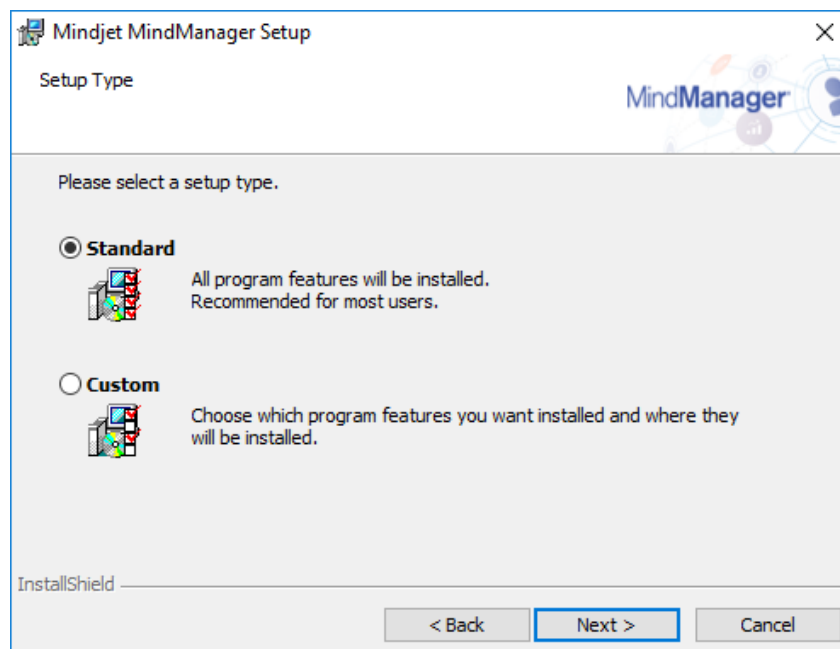 Mindjet MindManager Setup
Setup Type
MindManager
Please select a setup type.
Standard
All program features will be installed.
Recommended for most users.
Custom
Choose which program features you want installed and where they
will be installed.
InstallShield
< Back
Next >
Cancel